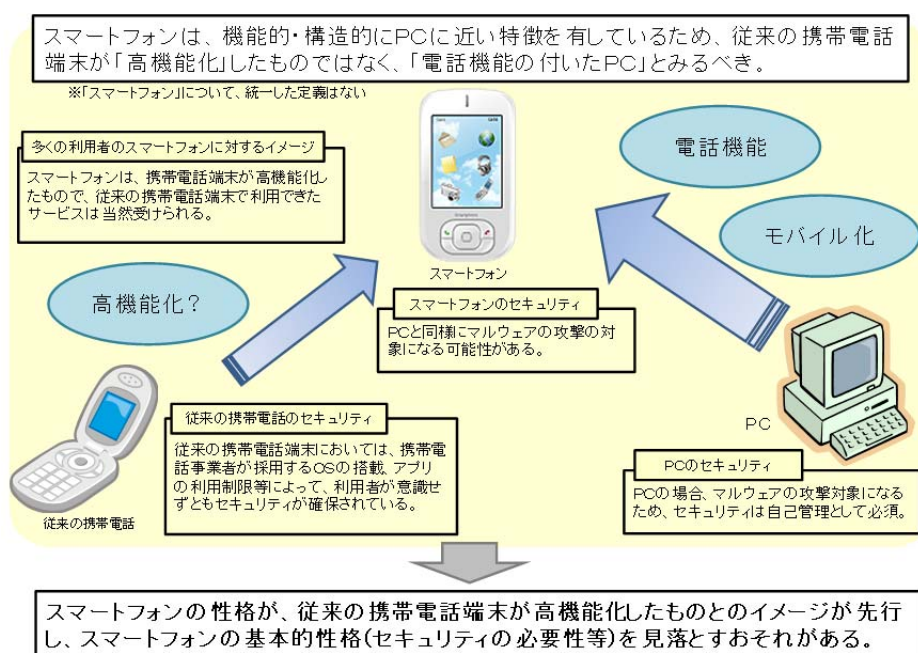 スマートフォンは、機能的・構造的にPCに近い特徴を有しているため、従来の携帯電話
端末が「高機能化」したものではなく、「電話機能の付いたPC」とみるべき。
※「スマートフォン」について、統一した定義はない
多くの利用者のスマートフォンに対するイメージ
スマートフォンは、携帯電話端末が高機能化し
たもので、従来の携帯電話端末で利用できた
サービスは当然受けられる。
電話機能
モバイル化
スマートフォン
高機能化？
スマートフォンのセキュリティ
PCと同様にマルウェアの攻撃の対
象になる可能性がある。
従来の携帯電話のセキュリティ
従来の携帯電話端末においては、携帯電
話事業者が採用するOSの搭載、アプリ
の利用制限等によって、利用者が意識せ
ずともセキュリティが確保されている。
従来の携帯電話
PC
PCのセキュリティ
PCの場合、マルウェアの攻撃対象になる
ため、セキュリティは自己管理として必須。
スマートフォンの性格が、従来の携帯電話端末が高機能化したものとのイメージが先行
し、スマートフォンの基本的性格(セキュリティの必要性等)を見落とすおそれがある。